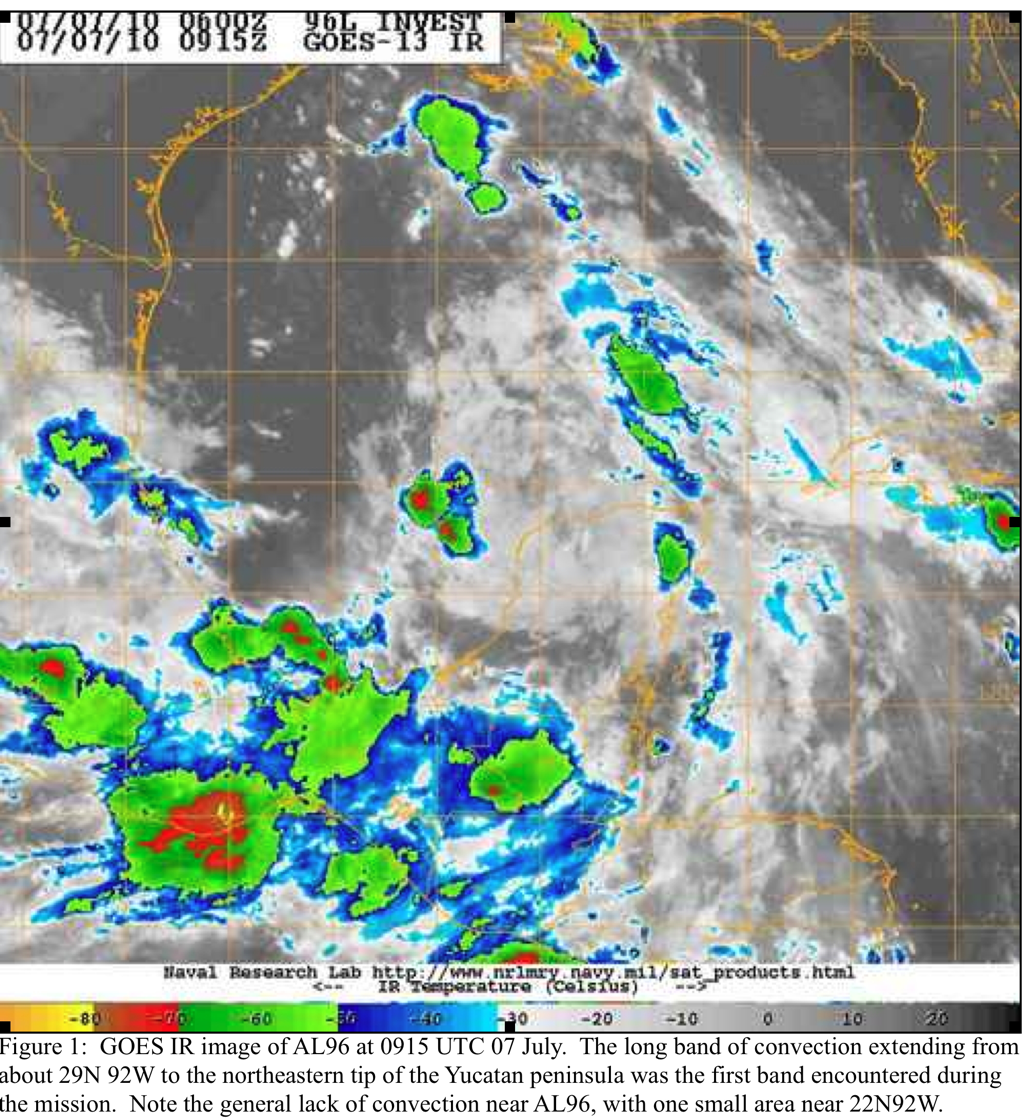 07/07/10 0600Z 96L INVEST
07/07/10 0915Z GOES-13 IR
Naval Research Lab http://www.nrlmry.navy.mil/sat_products.html
<-- IR Temperature (Celsius) -->
-80 -70 -60 -50 -40 -30 -20 -10 0 10 20
Figure 1: GOES IR image of AL96 at 0915 UTC 07 July. The long band of convection extending from
about 29N 92W to the northeastern tip of the Yucatan peninsula was the first band encountered during
the mission. Note the general lack of convection near AL96, with one small area near 22N92W.